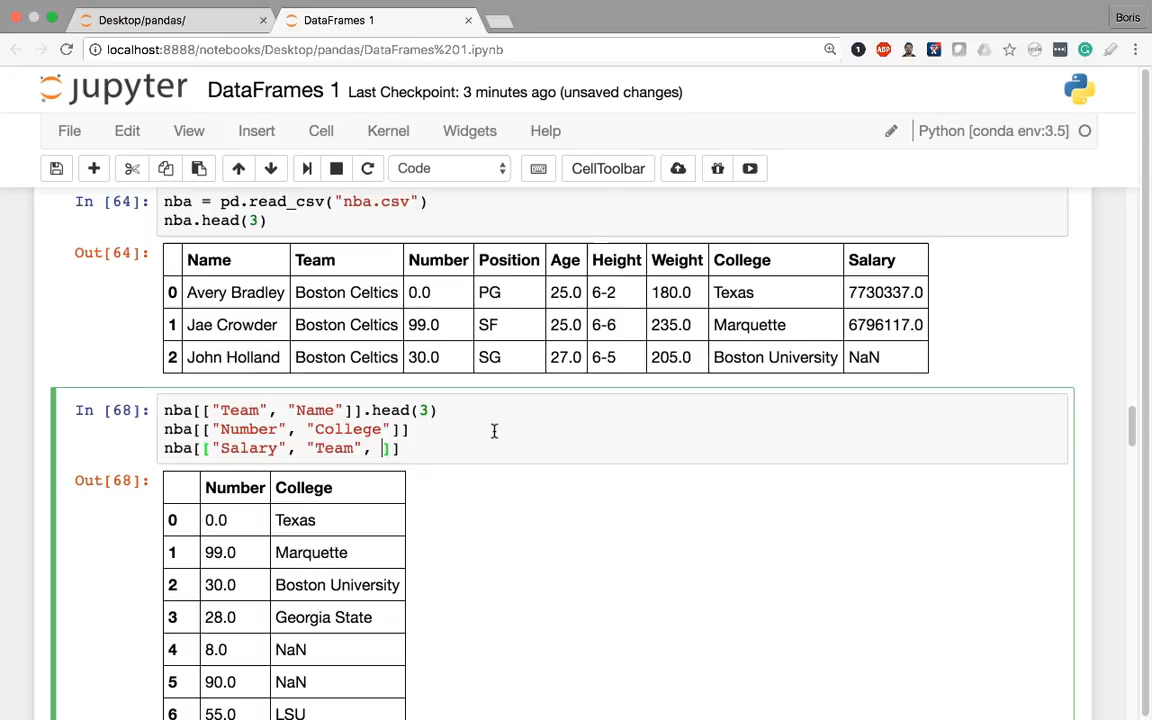 Desktop/pandas/ × DataFrames 1 × Boris
localhost:8888/notebooks/Desktop/pandas/DataFrames%201.ipynb
jupyter DataFrames 1 Last Checkpoint: 3 minutes ago (unsaved changes)
File Edit View Insert Cell Kernel Widgets Help Python [conda env:3.5]
Code CellToolbar
In [64]: nba = pd.read_csv("nba.csv")
nba.head(3)
Out[64]: Name Team Number Position Age Height Weight College Salary
0 Avery Bradley Boston Celtics 0.0 PG 25.0 6-2 180.0 Texas 7730337.0
1 Jae Crowder Boston Celtics 99.0 SF 25.0 6-6 235.0 Marquette 6796117.0
2 John Holland Boston Celtics 30.0 SG 27.0 6-5 205.0 Boston University NaN
In [68]: nba[["Team", "Name"]].head(3)
nba[["Number", "College"]]
nba[["Salary", "Team", ]]
Out[68]: Number College
0 0.0 Texas
1 99.0 Marquette
2 30.0 Boston University
3 28.0 Georgia State
4 8.0 NaN
5 90.0 NaN
6 55.0 LSU